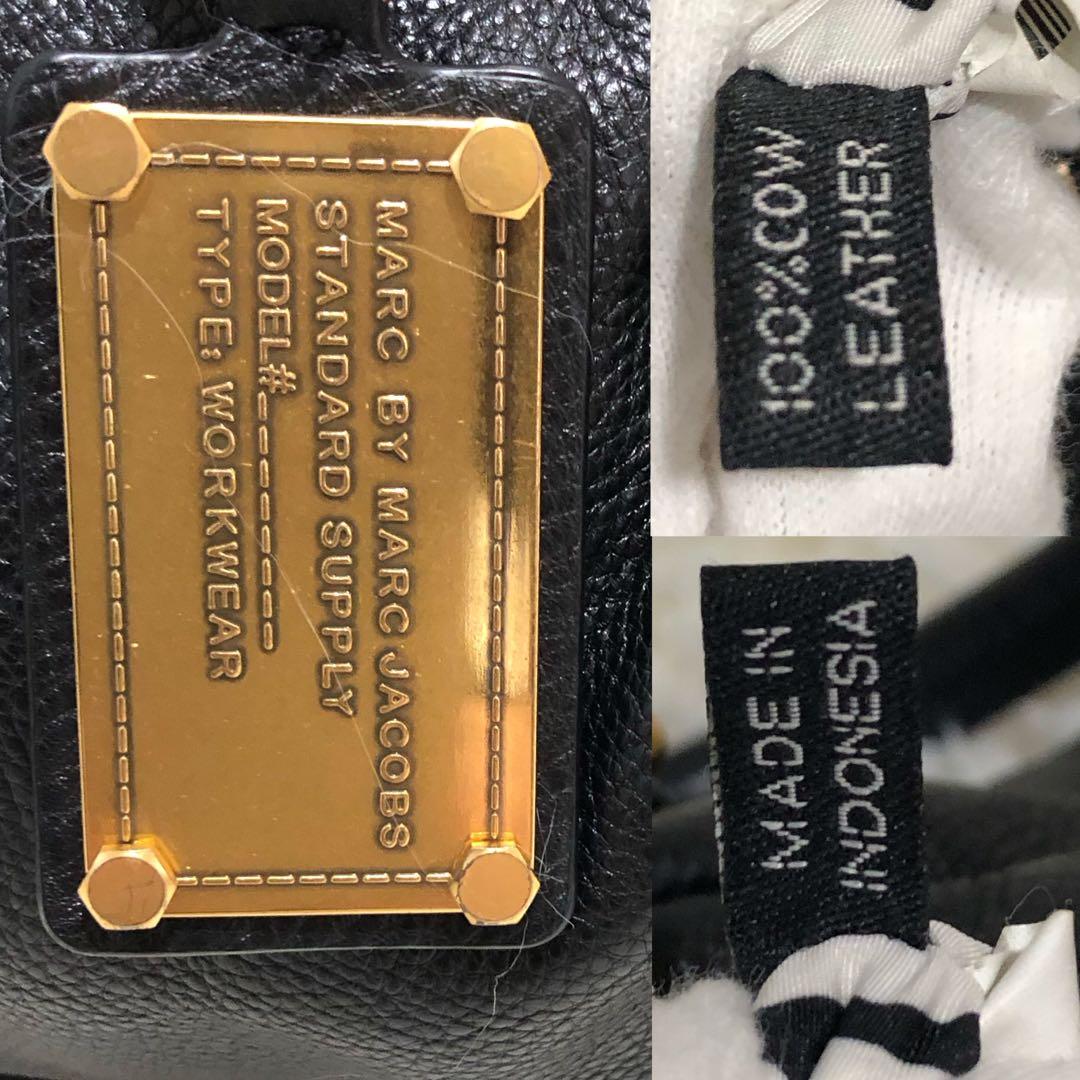 MARC BY MARC JACOBS
STANDARD SUPPLY
MODEL#
TYPE: WORKWEAR
100%COW
LEATHER
MADE IN
INDONESIA